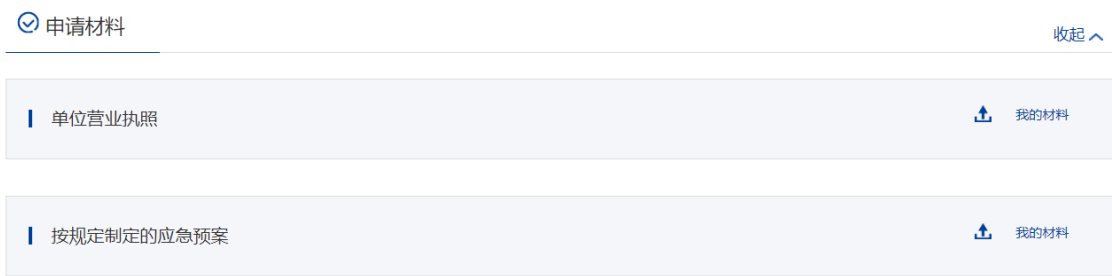 申请材料
收起
单位营业执照
我的材料
按规定制定的应急预案
我的材料